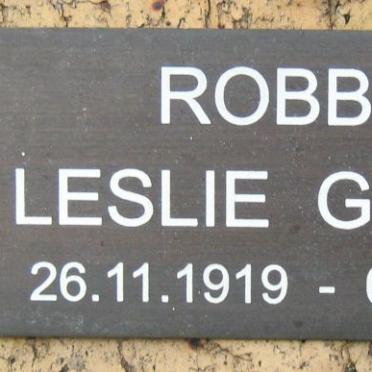 ROBB
LESLIE G
26.11.1919 -